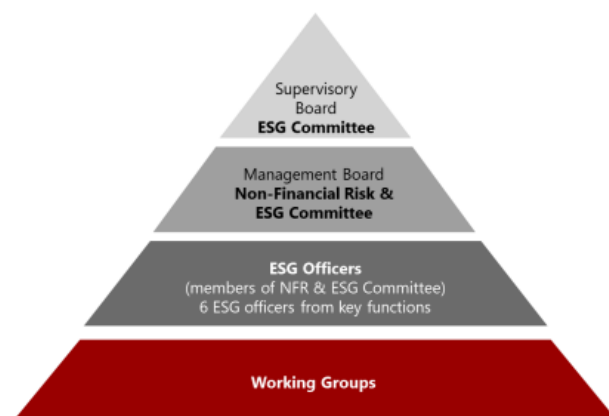 Supervisory
Board
ESG Committee
Management Board
Non-Financial Risk &
ESG Committee
ESG Officers
(members of NFR & ESG Committee)
6 ESG officers from key functions
Working Groups